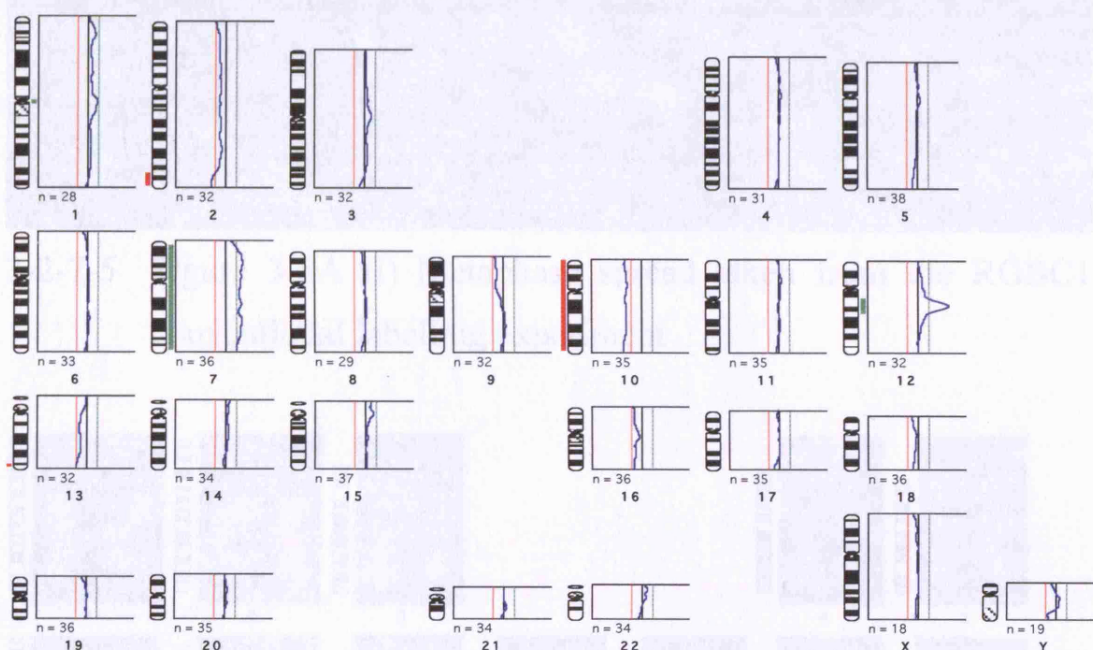 n = 28 n = 32 n = 32 n = 31 n = 38
1 2 3 4 5
n = 33 n = 36 n = 29 n = 32 n = 35 n = 35 n = 32
6 7 8 9 10 11 12
n = 32 n = 34 n = 37 n = 36 n = 35 n = 36
13 14 15 16 17 18
n = 36 n = 35 n = 34 n = 34 n = 18 n = 19
19 20 21 22 X Y